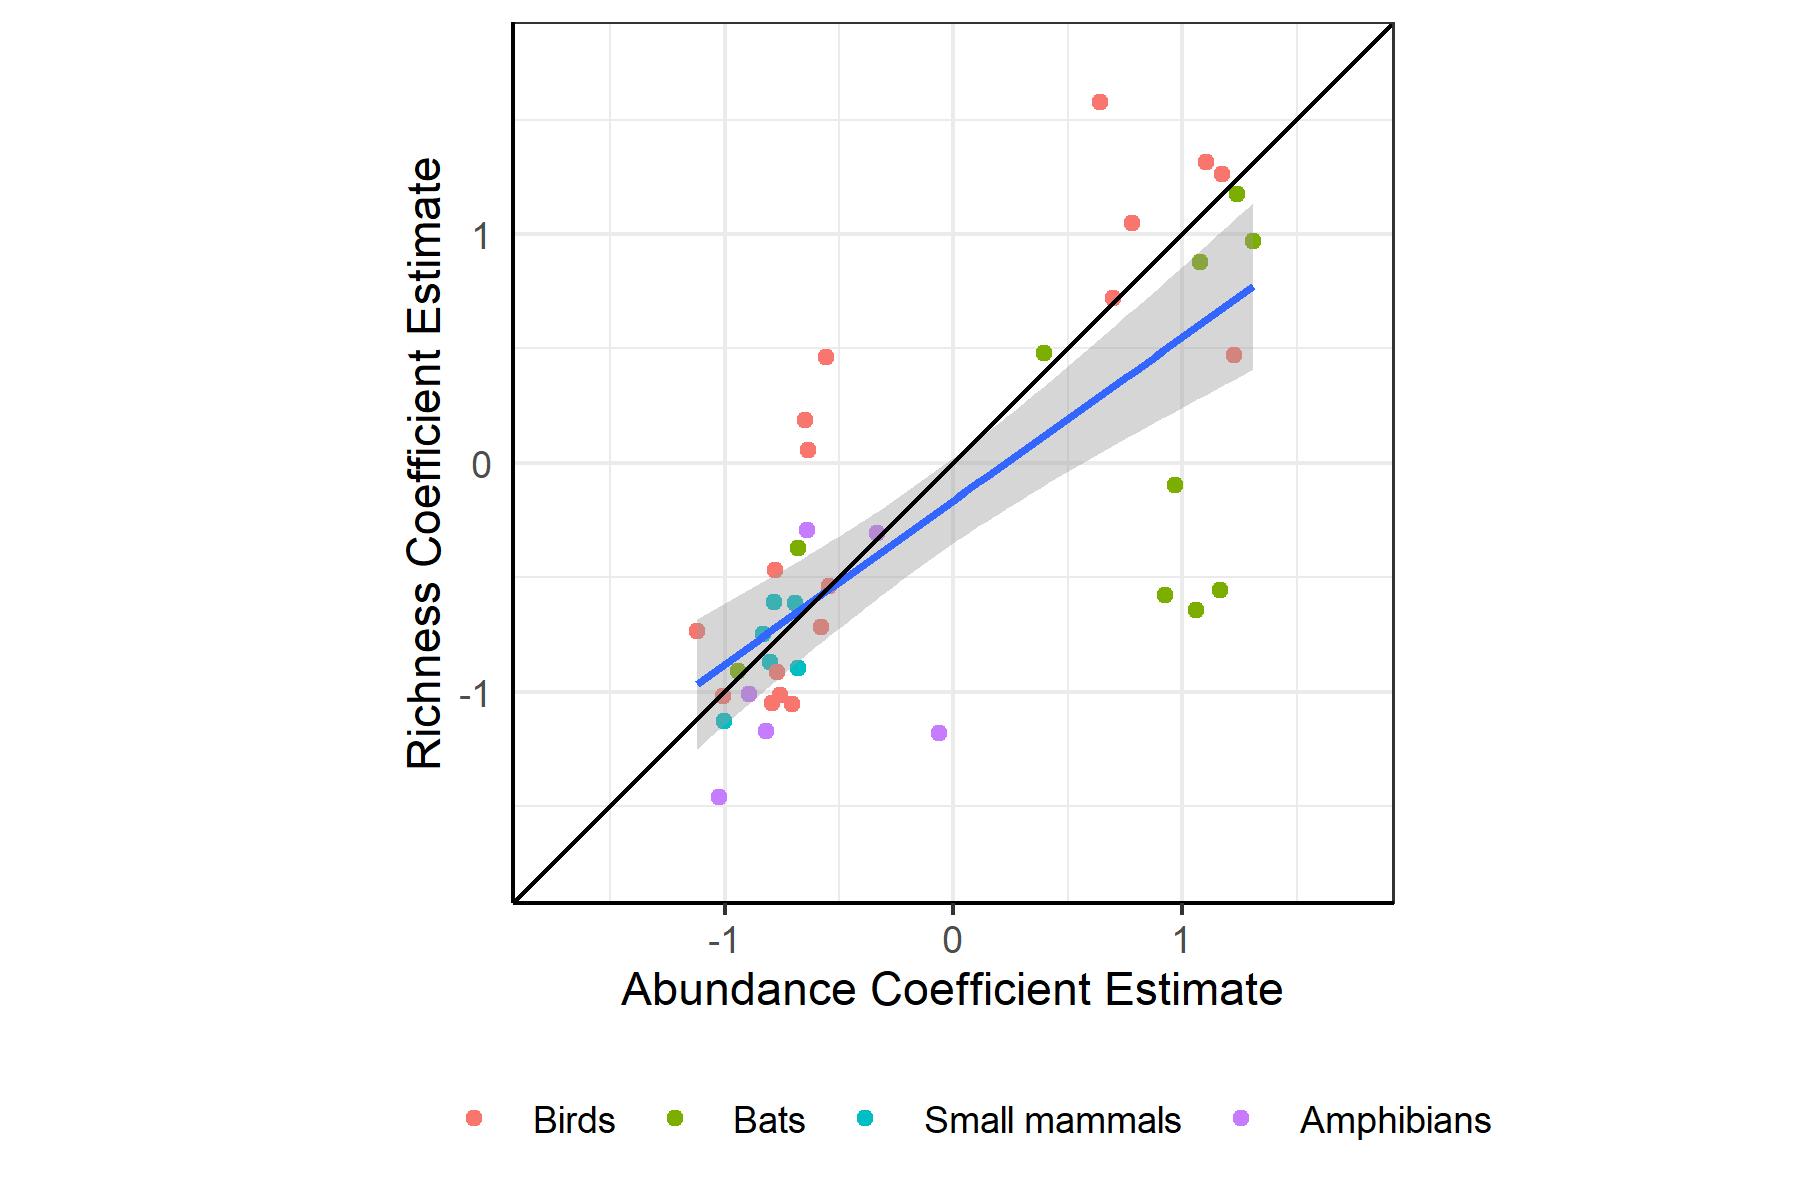 Richness Coefficient Estimate
1
0
-1
-1 0 1
Abundance Coefficient Estimate
Birds Bats Small mammals Amphibians